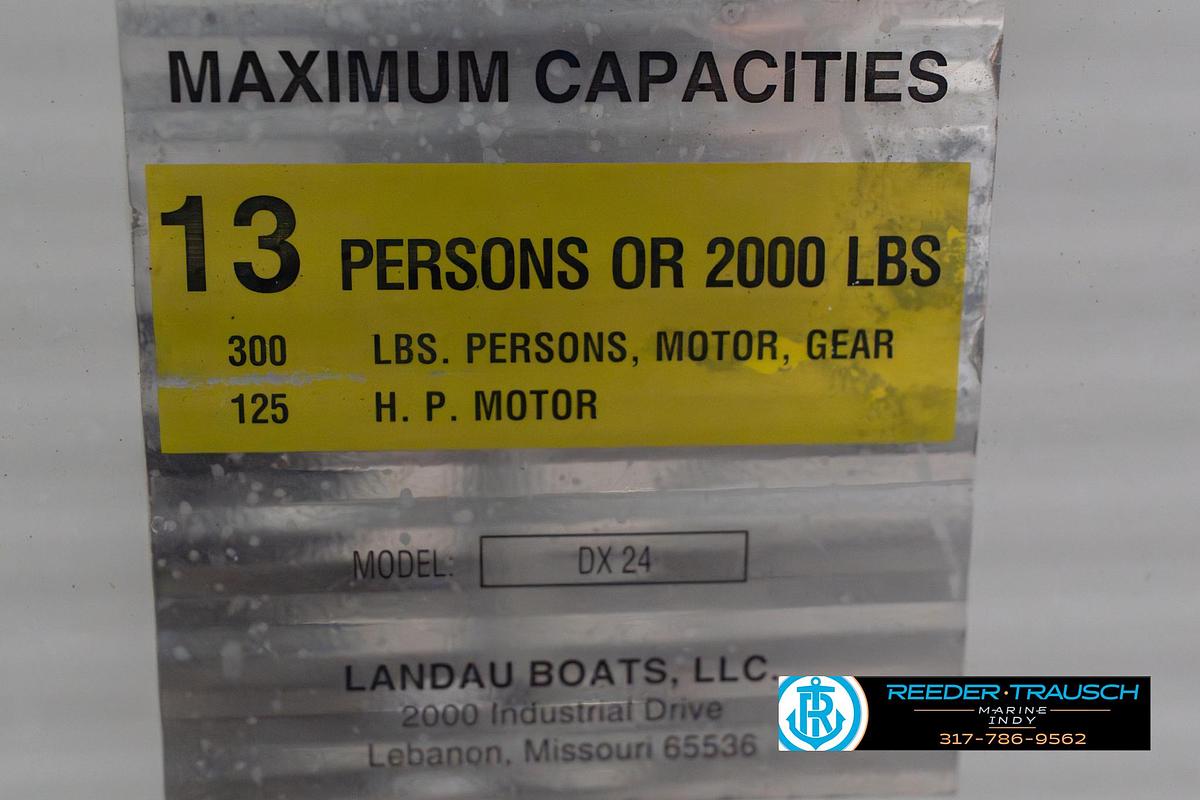 MAXIMUM CAPACITIES
13 PERSONS OR 2000 LBS
300 LBS. PERSONS, MOTOR, GEAR
125 H. P. MOTOR
MODEL: DX 24
LANDAU BOATS, LLC.
2000 Industrial Drive
Lebanon, Missouri 65536
R
REEDER·TRAUSCH
MARINE
INDY
317-786-9562